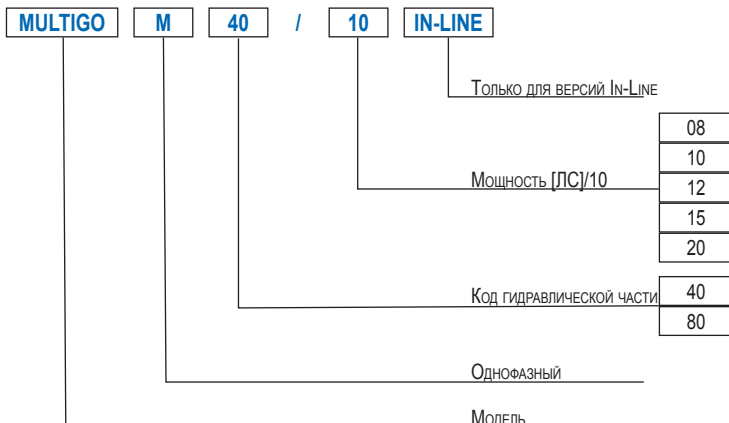 MULTIGO M 40 / 10 IN-LINE
Только для версий In-Line
08
10
Мощность [ЛС]/10
12
15
20
Код гидравлической части
40
80
Однофазный
Модель